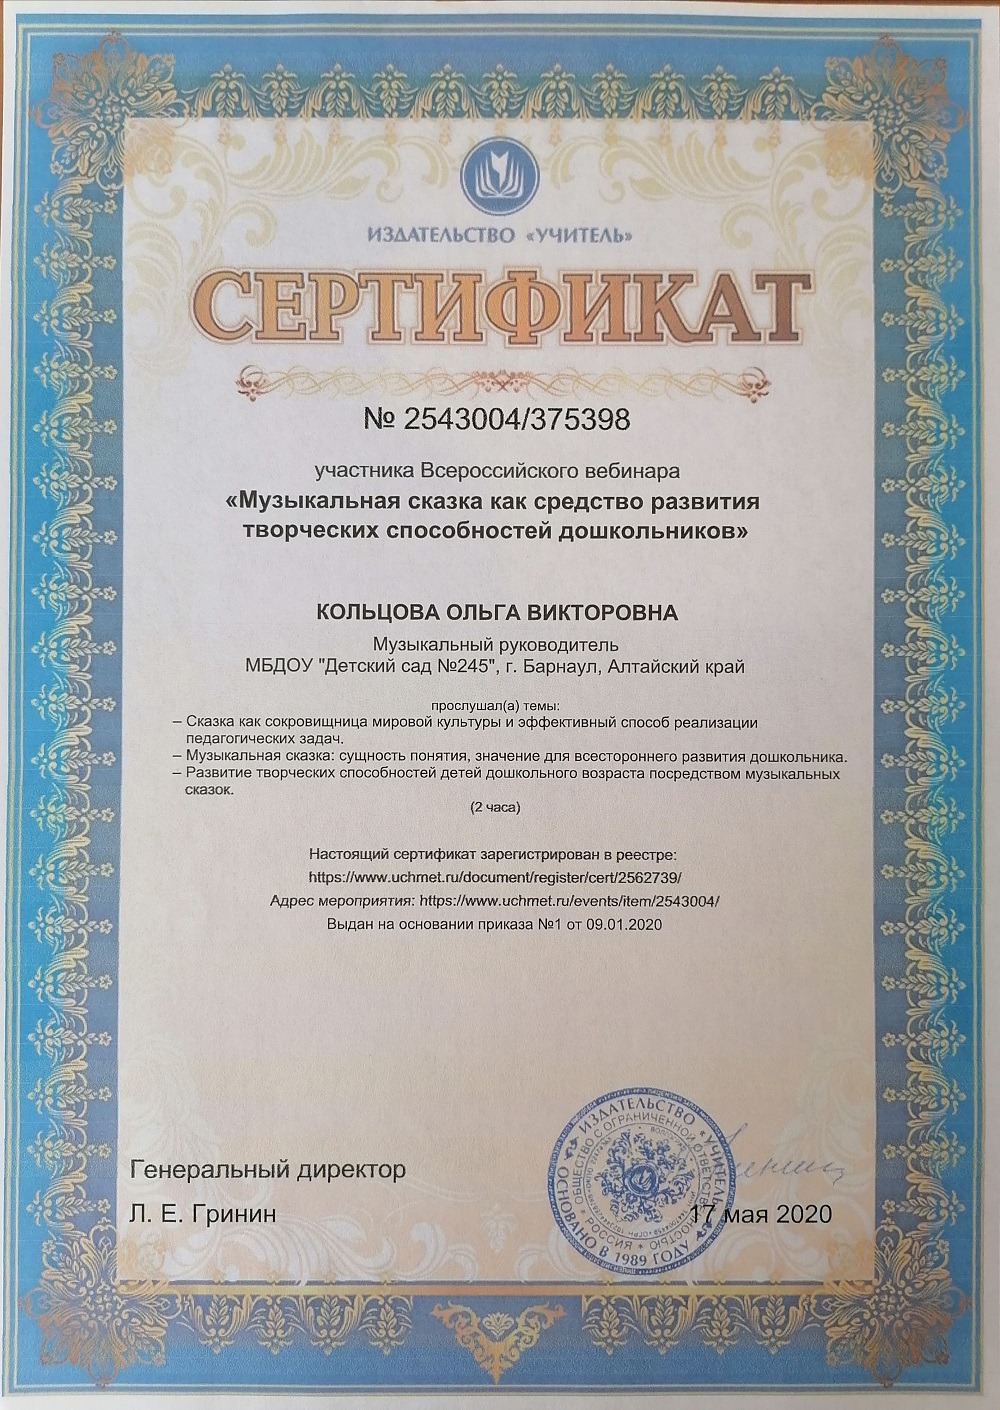 ИЗДАТЕЛЬСТВО «УЧИТЕЛЬ»
СЕРТИФИКАТ
№ 2543004/375398
участника Всероссийского вебинара
«Музыкальная сказка как средство развития
творческих способностей дошкольников»
КОЛЬЦОВА ОЛЬГА ВИКТОРОВНА
Музыкальный руководитель
МБДОУ "Детский сад №245", г. Барнаул, Алтайский край
прослушал(а) темы:
– Сказка как сокровищница мировой культуры и эффективный способ реализации
педагогических задач.
– Музыкальная сказка: сущность понятия, значение для всестороннего развития дошкольника.
– Развитие творческих способностей детей дошкольного возраста посредством музыкальных
сказок.
(2 часа)
Настоящий сертификат зарегистрирован в реестре:
https://www.uchmet.ru/document/register/cert/2562739/
Адрес мероприятия: https://www.uchmet.ru/events/item/2543004/
Выдан на основании приказа №1 от 09.01.2020
Генеральный директор
Л. Е. Гринин
17 мая 2020
ИЗДАТЕЛЬСТВО «УЧИТЕЛЬ»
ОСНОВАНО В 1989 ГОДУ
ОБЩЕСТВО С ОГРАНИЧЕННОЙ ОТВЕТСТВЕННОСТЬЮ
РОССИЯ